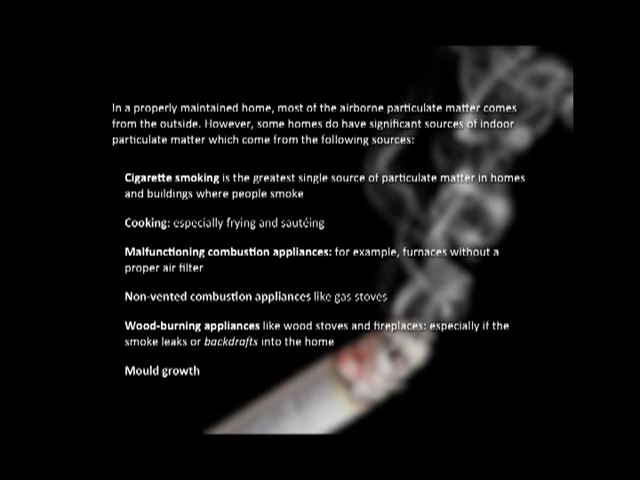 In a properly maintained home, most of the airborne particulate matter comes
from the outside. However, some homes do have significant sources of indoor
particulate matter which come from the following sources:
Cigarette smoking is the greatest single source of particulate matter in homes
and buildings where people smoke
Cooking: especially frying and sautéing
Malfunctioning combustion appliances: for example, furnaces without a
proper air filter
Non-vented combustion appliances like gas stoves
Wood-burning appliances like wood stoves and fireplaces: especially if the
smoke leaks or backdrafts into the home
Mould growth